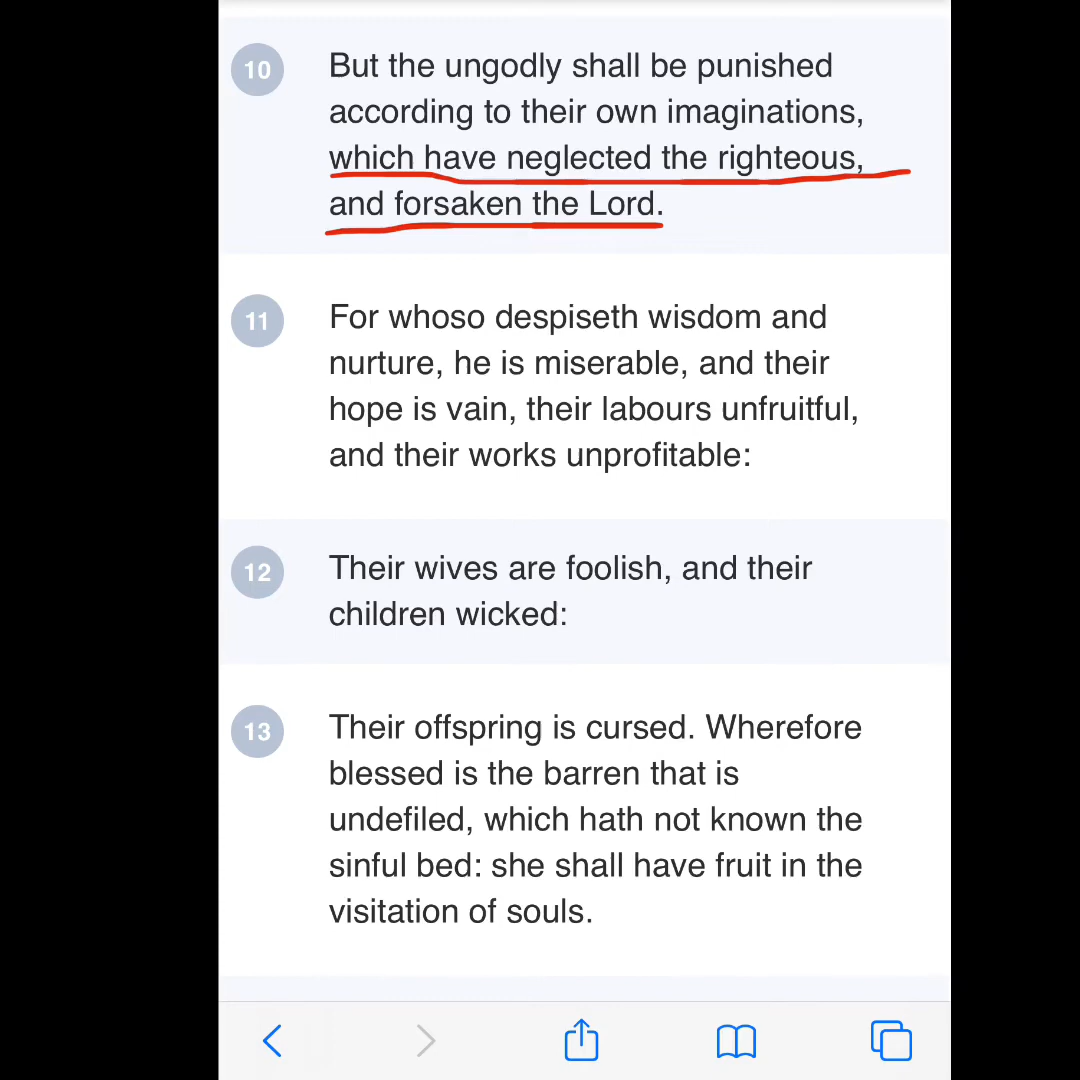 10
But the ungodly shall be punished
according to their own imaginations,
which have neglected the righteous,
and forsaken the Lord.
11
For whoso despiseth wisdom and
nurture, he is miserable, and their
hope is vain, their labours unfruitful,
and their works unprofitable:
12
Their wives are foolish, and their
children wicked:
13
Their offspring is cursed. Wherefore
blessed is the barren that is
undefiled, which hath not known the
sinful bed: she shall have fruit in the
visitation of souls.